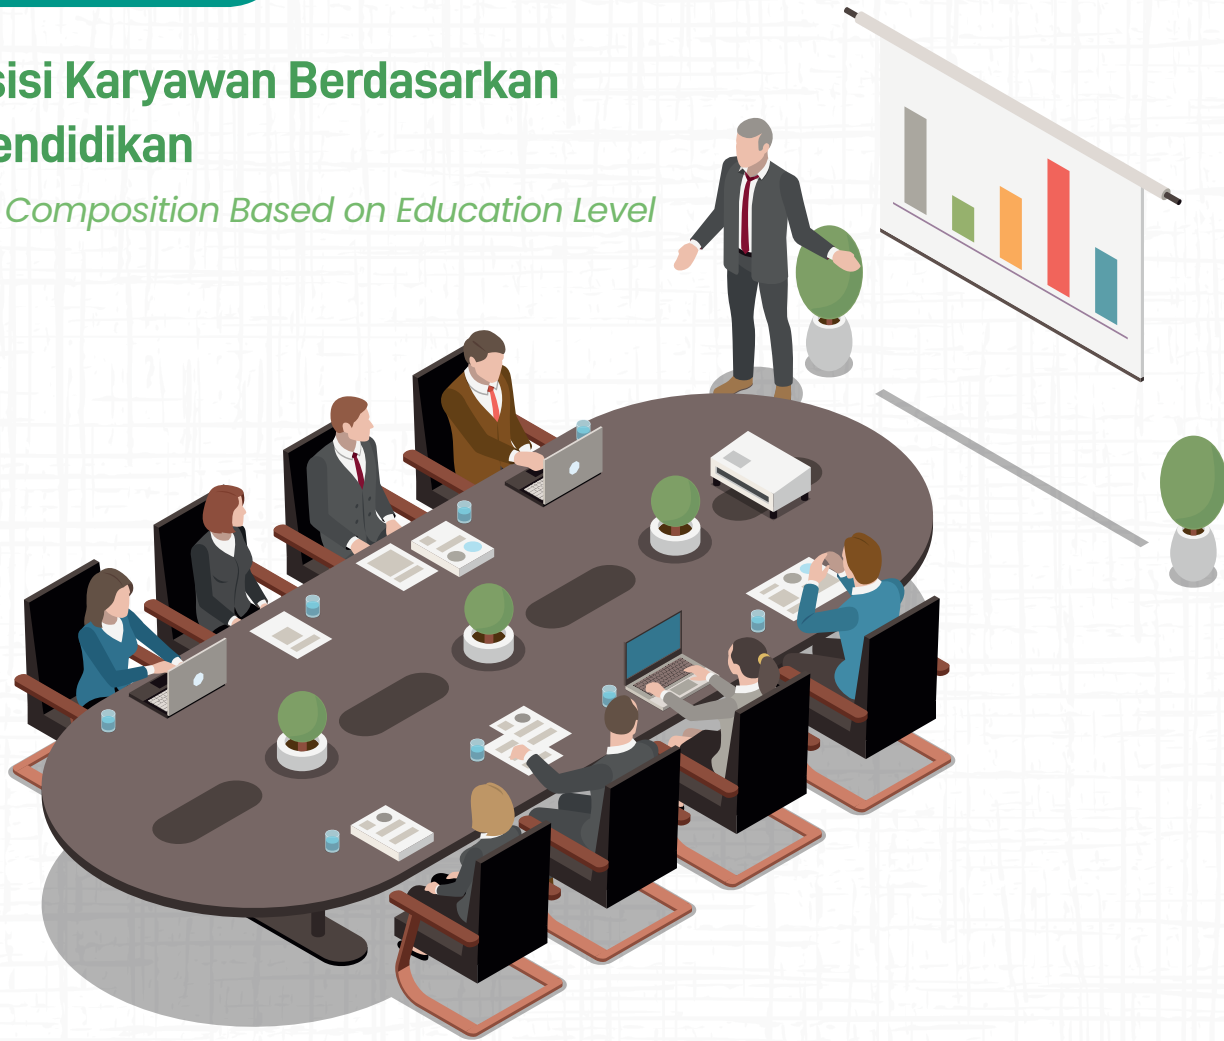 sisi Karyawan Berdasarkan
endidikan
Composition Based on Education Level